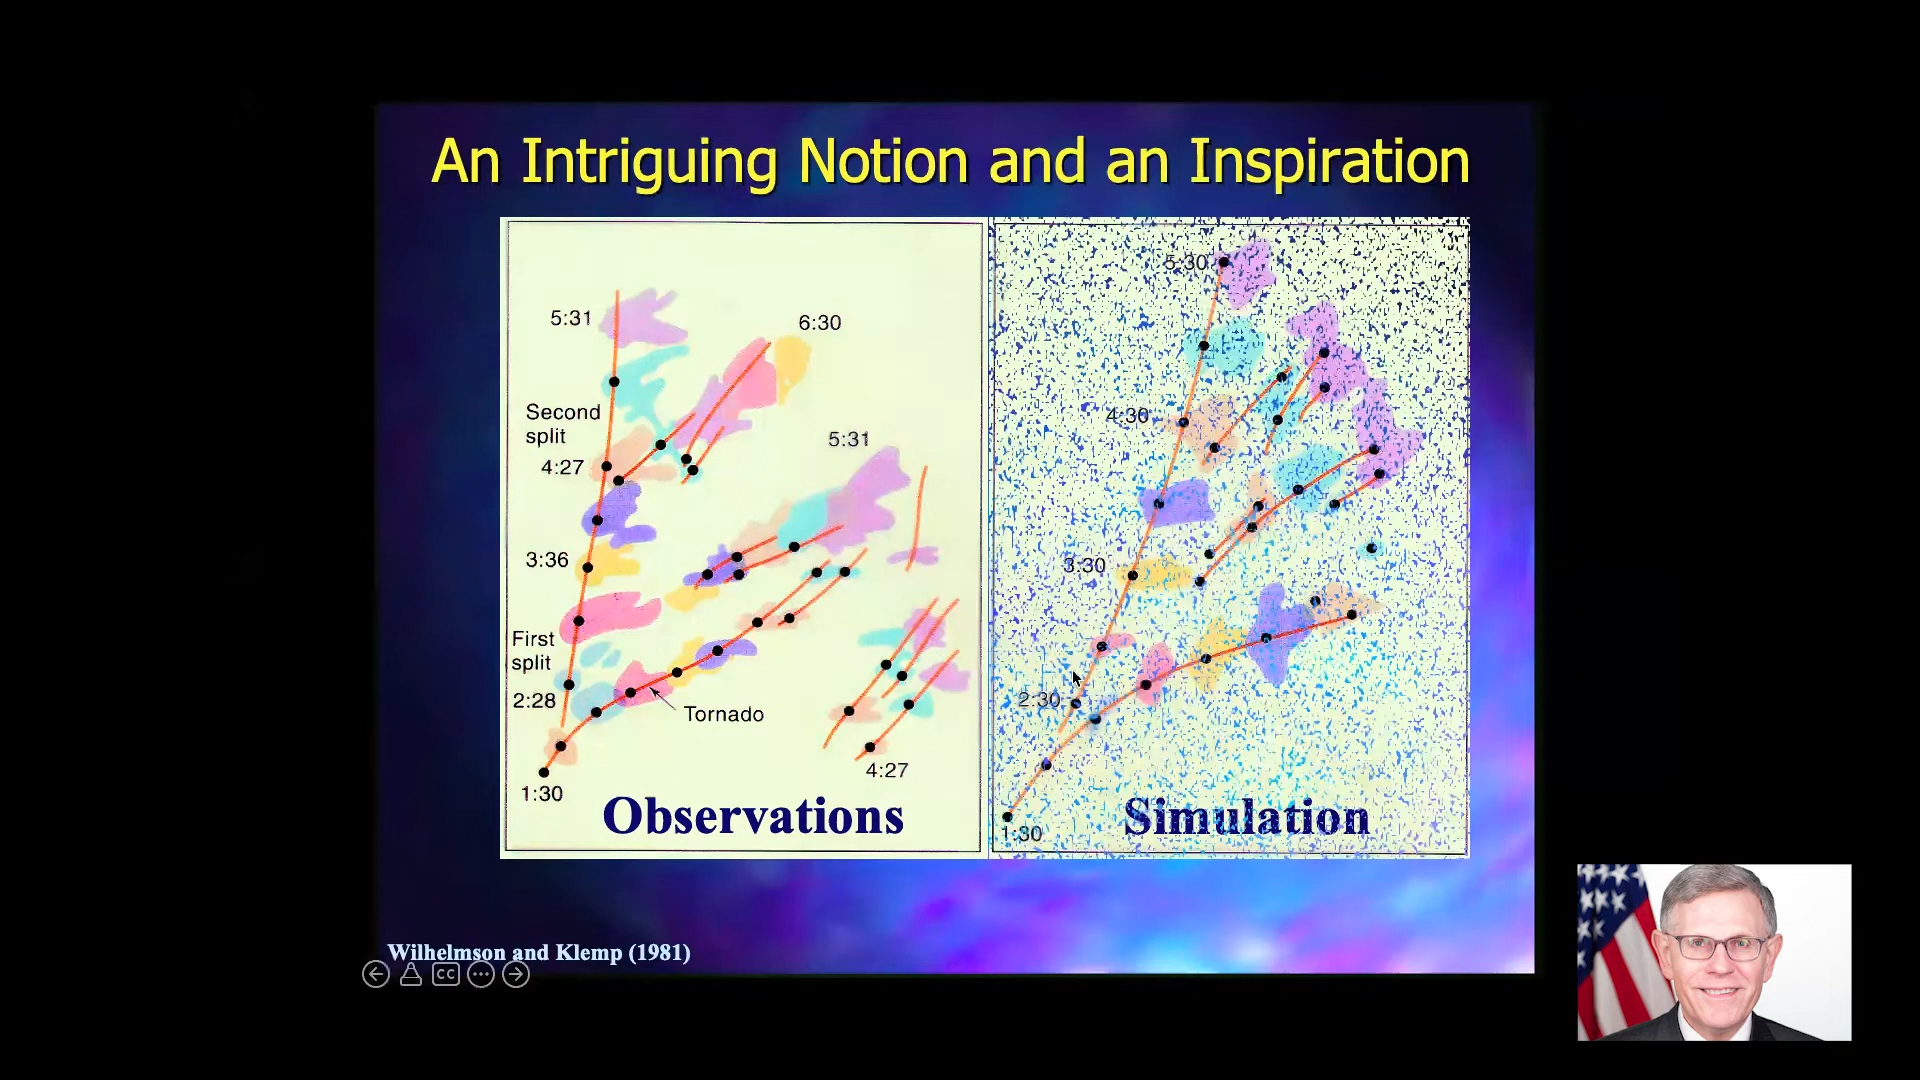 An Intriguing Notion and an Inspiration
5:31
6:30
Second
split
4:27
5:31
3:36
First
split
2:28
Tornado
4:27
1:30
Observations
5:30
4:30
3:30
2:30
1:30
Simulation
Wilhelmson and Klemp (1981)
CC